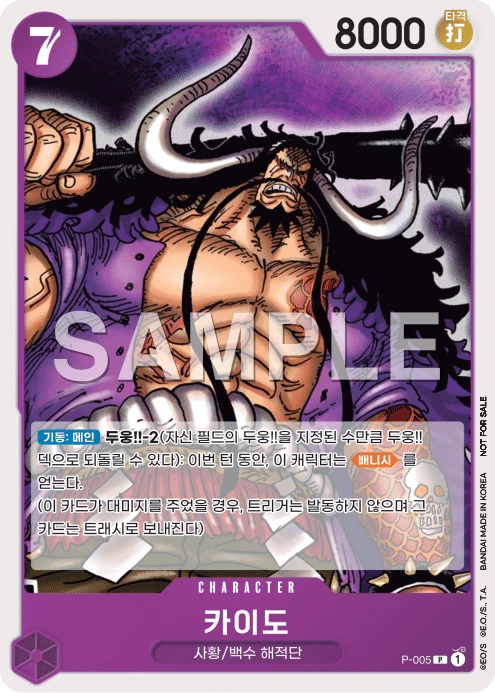 7
8000
타격
打
SAMPLE
기동: 메인 두웅!!-2(자신 필드의 두웅!!을 지정된 수만큼 두웅!!
덱으로 되돌릴 수 있다): 이번 턴 동안, 이 캐릭터는 배니시 를
얻는다.
(이 카드가 대미지를 주었을 경우, 트리거는 발동하지 않으며 그
카드는 트래시로 보내진다)
CHARACTER
카이도
사황/백수 해적단
P-005 P 1
©E.O/S ©E.O./S., T.A. BANDAI MADE IN KOREA NOT FOR SALE